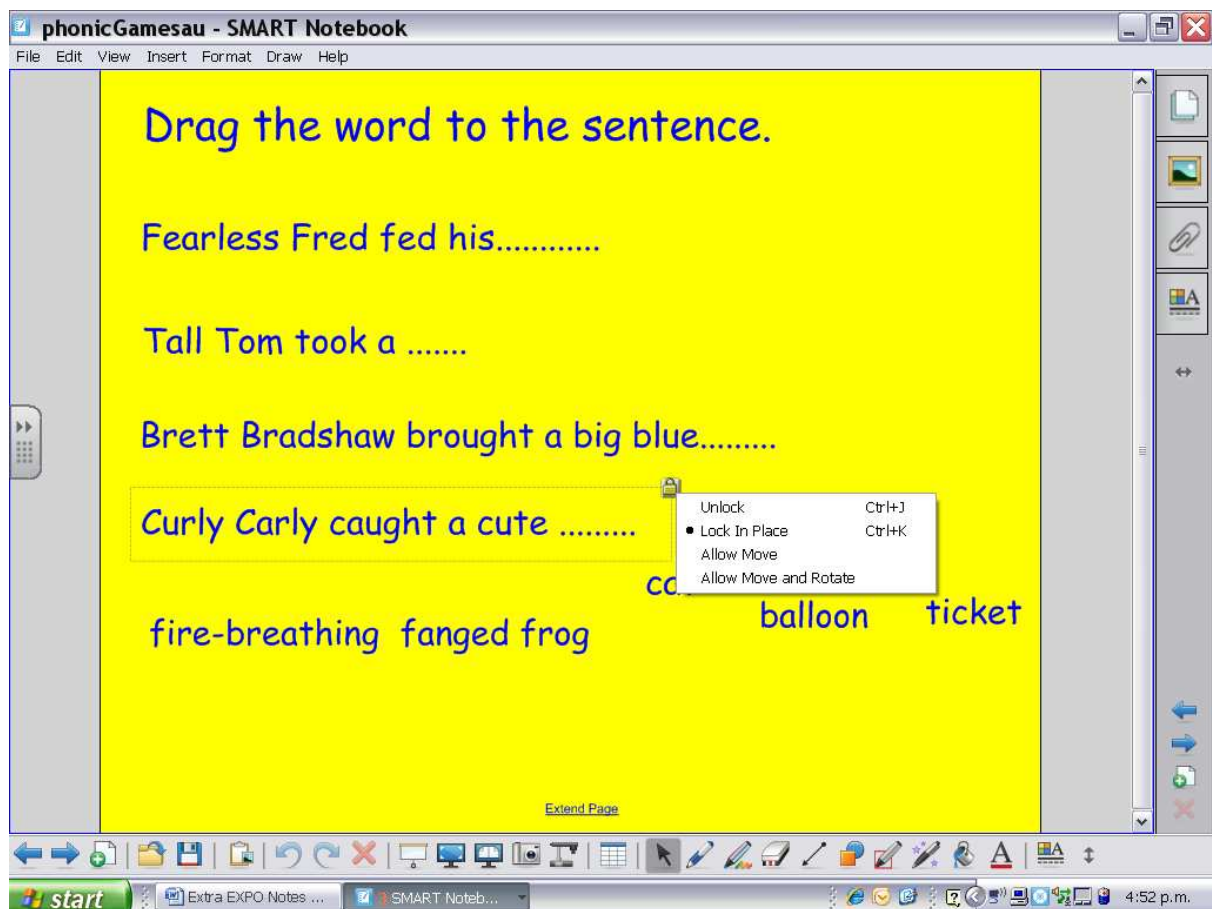 phonicGamesau - SMART Notebook
File Edit View Insert Format Draw Help
Drag the word to the sentence.
Fearless Fred fed his............
Tall Tom took a .......
Brett Bradshaw brought a big blue.........
Curly Carly caught a cute .........
Unlock Ctrl+J
Lock In Place Ctrl+K
Allow Move
Allow Move and Rotate
balloon ticket
fire-breathing fanged frog
Extend Page
start Extra EXPO Notes ... SMART Noteb... 4:52 p.m.